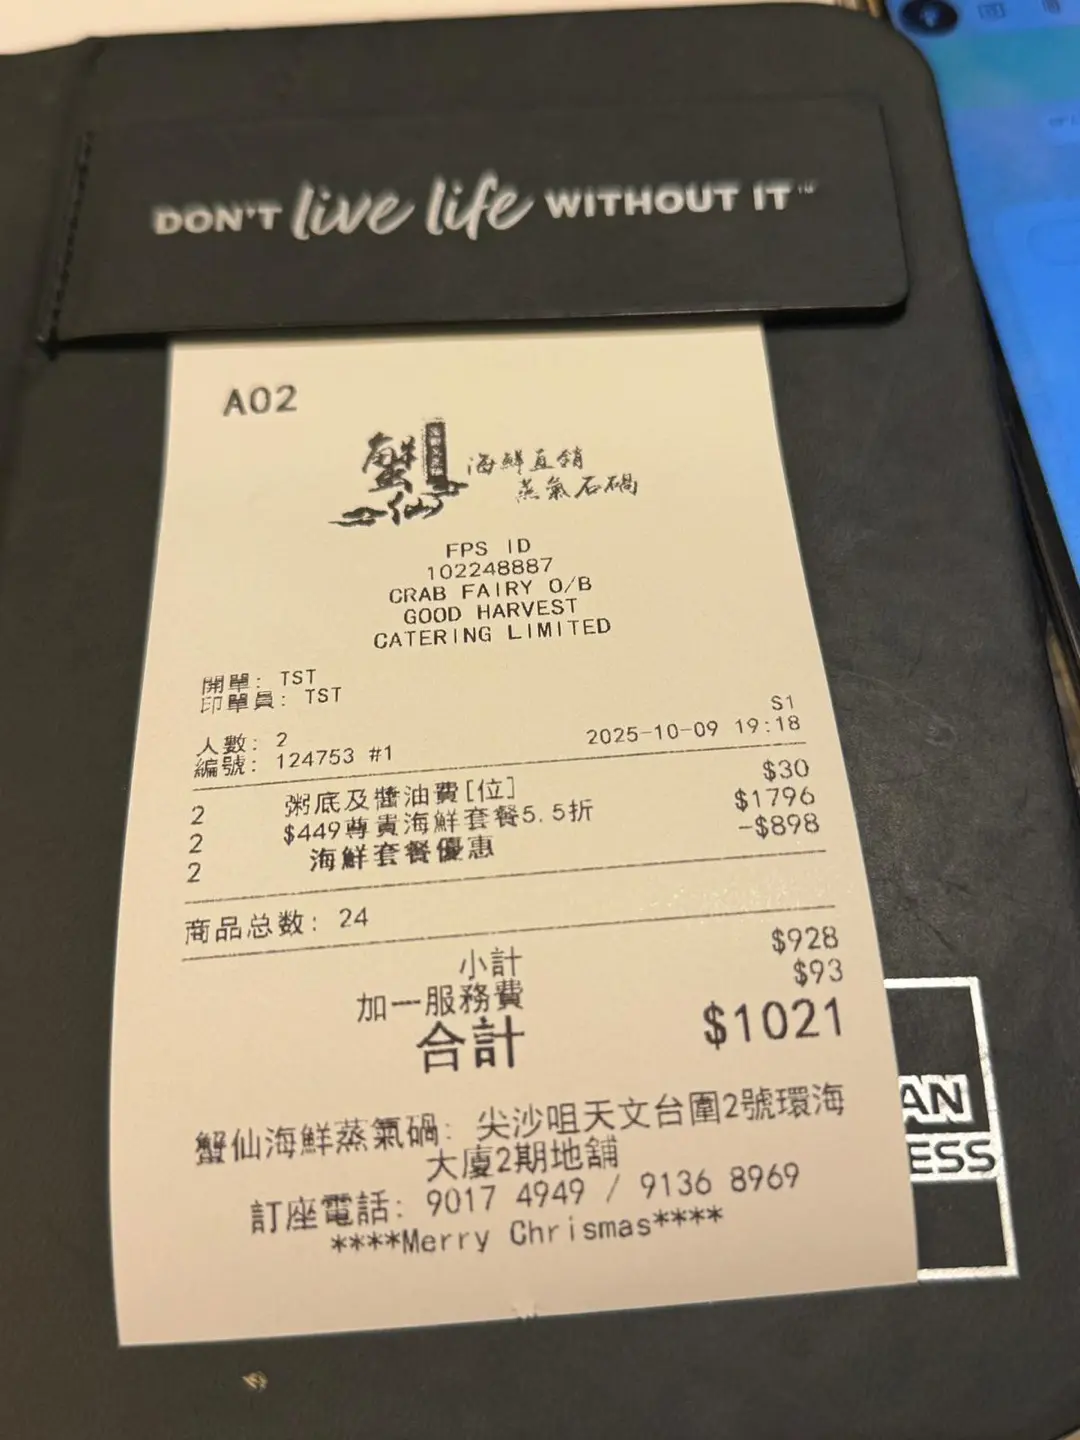 DON'T live life WITHOUT IT™
A02
蟹仙
海鮮直銷
蒸氣石鍋
FPS ID
102248887
CRAB FAIRY O/B
GOOD HARVEST
CATERING LIMITED
開單: TST
印單員: TST
S1
人數: 2
編號: 124753 #1 2025-10-09 19:18
2 粥底及醬油費[位] $30
2 $449尊貴海鮮套餐5.5折 $1796
2 海鮮套餐優惠 -$898
商品总数: 24
小計 $928
加一服務費 $93
合計 $1021
蟹仙海鮮蒸氣鍋: 尖沙咀天文台圍2號環海
大廈2期地舖
訂座電話: 9017 4949 / 9136 8969
****Merry Chrismas****
AN
ESS